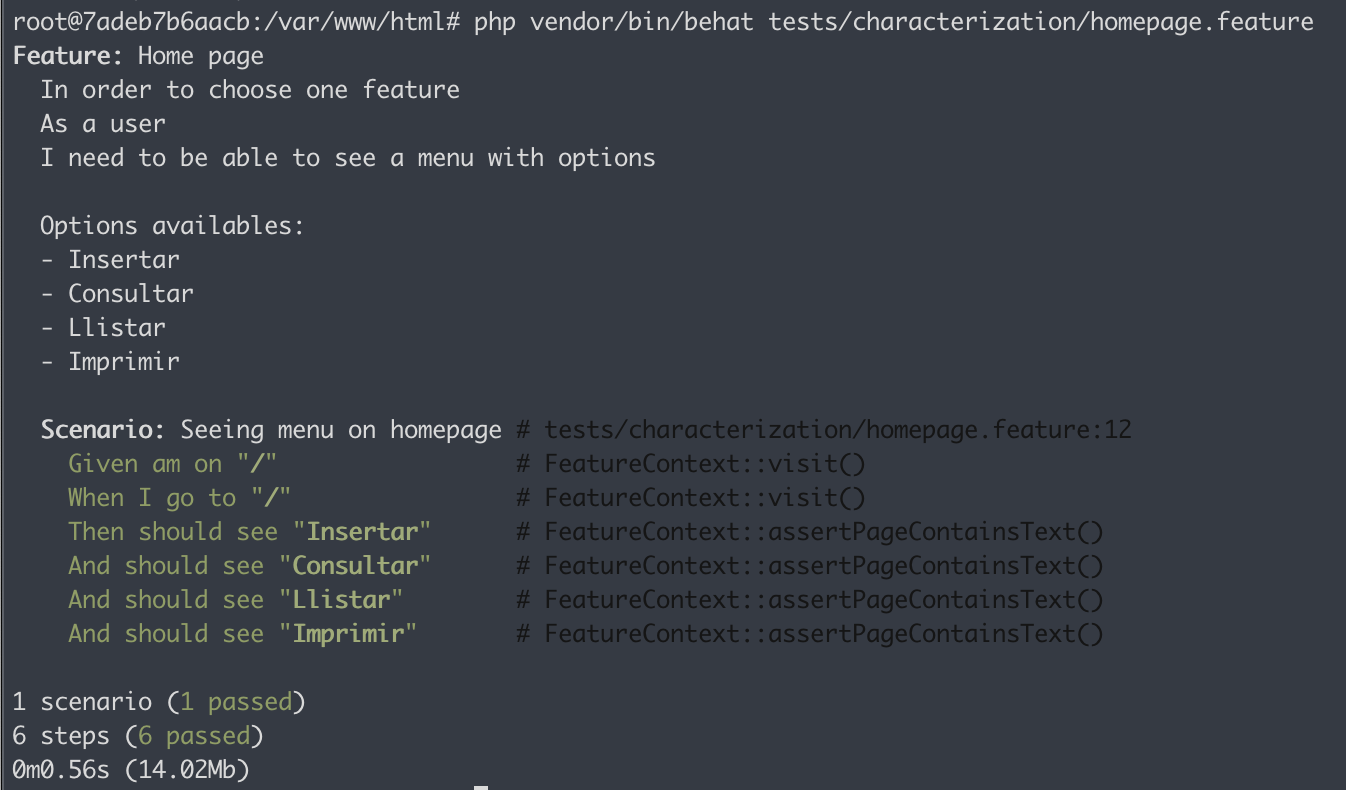 root@7adeb7b6aacb:/var/www/html# php vendor/bin/behat tests/characterization/homepage.feature
Feature: Home page
  In order to choose one feature
  As a user
  I need to be able to see a menu with options

  Options availables:
  - Insertar
  - Consultar
  - Llistar
  - Imprimir

  Scenario: Seeing menu on homepage # tests/characterization/homepage.feature:12
    Given am on "/"                 # FeatureContext::visit()
    When I go to "/"                # FeatureContext::visit()
    Then should see "Insertar"      # FeatureContext::assertPageContainsText()
    And should see "Consultar"      # FeatureContext::assertPageContainsText()
    And should see "Llistar"        # FeatureContext::assertPageContainsText()
    And should see "Imprimir"       # FeatureContext::assertPageContainsText()

1 scenario (1 passed)
6 steps (6 passed)
0m0.56s (14.02Mb)